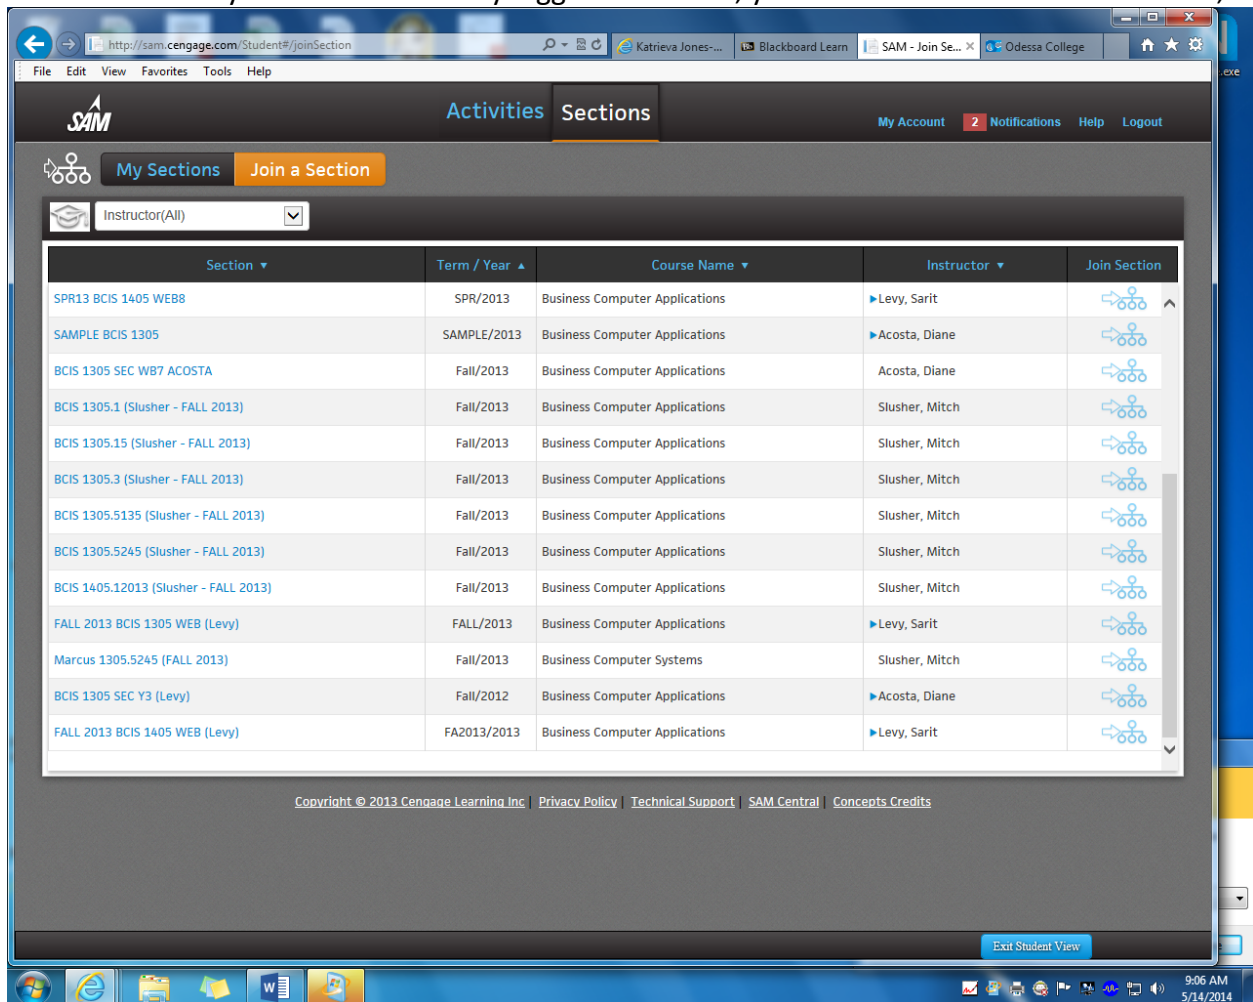 http://sam.cengage.com/Student#/joinSection
Katrieva Jones-...
Blackboard Learn
SAM - Join Se...
Odessa College
File Edit View Favorites Tools Help
.exe
SAM
Activities Sections
My Account 2 Notifications Help Logout
My Sections Join a Section
Instructor(All)
Section Term / Year Course Name Instructor Join Section
SPR13 BCIS 1405 WEB8 SPR/2013 Business Computer Applications Levy, Sarit
SAMPLE BCIS 1305 SAMPLE/2013 Business Computer Applications Acosta, Diane
BCIS 1305 SEC WB7 ACOSTA Fall/2013 Business Computer Applications Acosta, Diane
BCIS 1305.1 (Slusher - FALL 2013) Fall/2013 Business Computer Applications Slusher, Mitch
BCIS 1305.15 (Slusher - FALL 2013) Fall/2013 Business Computer Applications Slusher, Mitch
BCIS 1305.3 (Slusher - FALL 2013) Fall/2013 Business Computer Applications Slusher, Mitch
BCIS 1305.5135 (Slusher - FALL 2013) Fall/2013 Business Computer Applications Slusher, Mitch
BCIS 1305.5245 (Slusher - FALL 2013) Fall/2013 Business Computer Applications Slusher, Mitch
BCIS 1405.12013 (Slusher - FALL 2013) Fall/2013 Business Computer Applications Slusher, Mitch
FALL 2013 BCIS 1305 WEB (Levy) FALL/2013 Business Computer Applications Levy, Sarit
Marcus 1305.5245 (FALL 2013) Fall/2013 Business Computer Systems Slusher, Mitch
BCIS 1305 SEC Y3 (Levy) Fall/2012 Business Computer Applications Acosta, Diane
FALL 2013 BCIS 1405 WEB (Levy) FA2013/2013 Business Computer Applications Levy, Sarit
Copyright © 2013 Cengage Learning Inc | Privacy Policy | Technical Support | SAM Central | Concepts Credits
Exit Student View
9:06 AM
5/14/2014